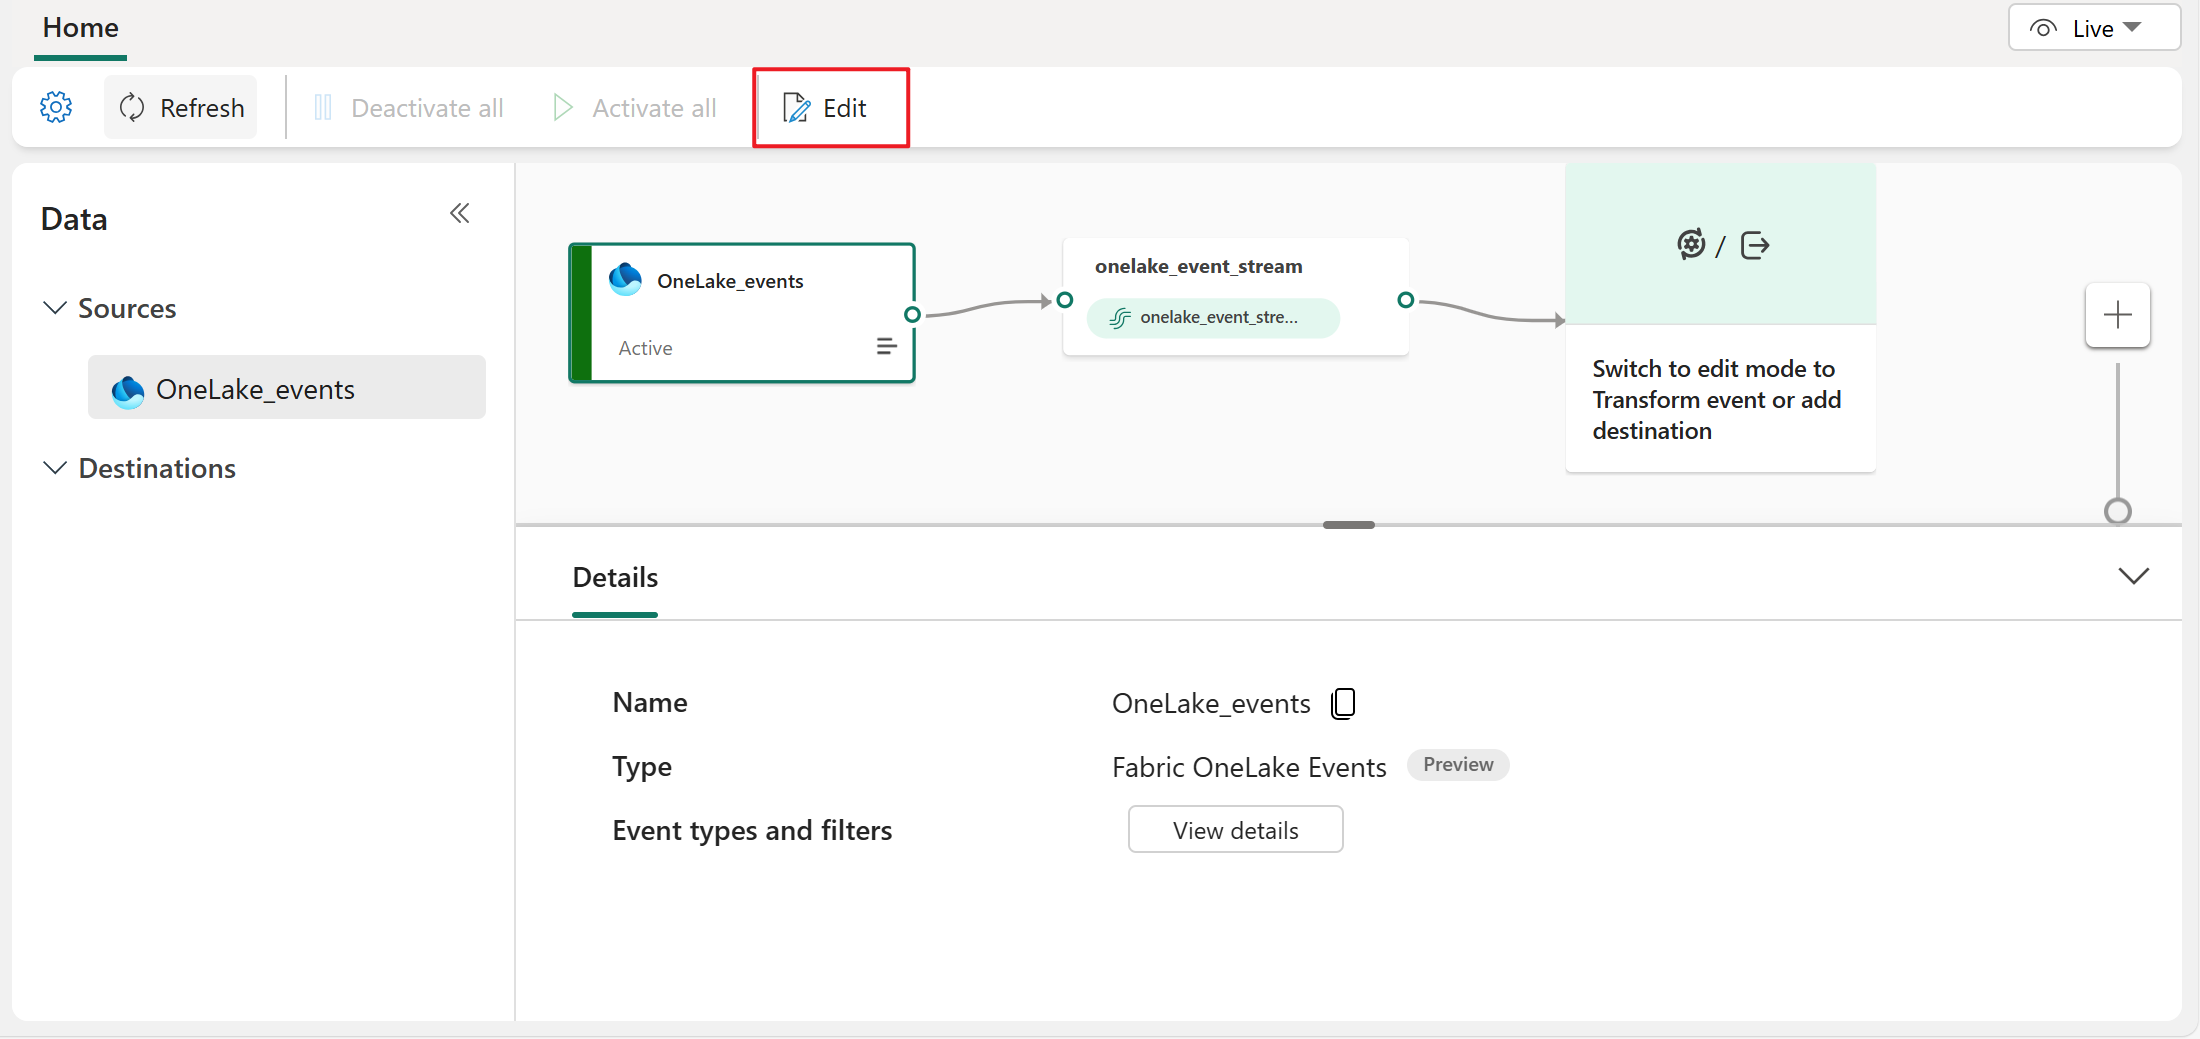 Home
Live
Refresh
Deactivate all
Activate all
Edit
Data
Sources
OneLake_events
Destinations
OneLake_events
Active
onelake_event_stream
onelake_event_stre...
/
Switch to edit mode to
Transform event or add
destination
Details
Name
OneLake_events
Type
Fabric OneLake Events
Preview
Event types and filters
View details